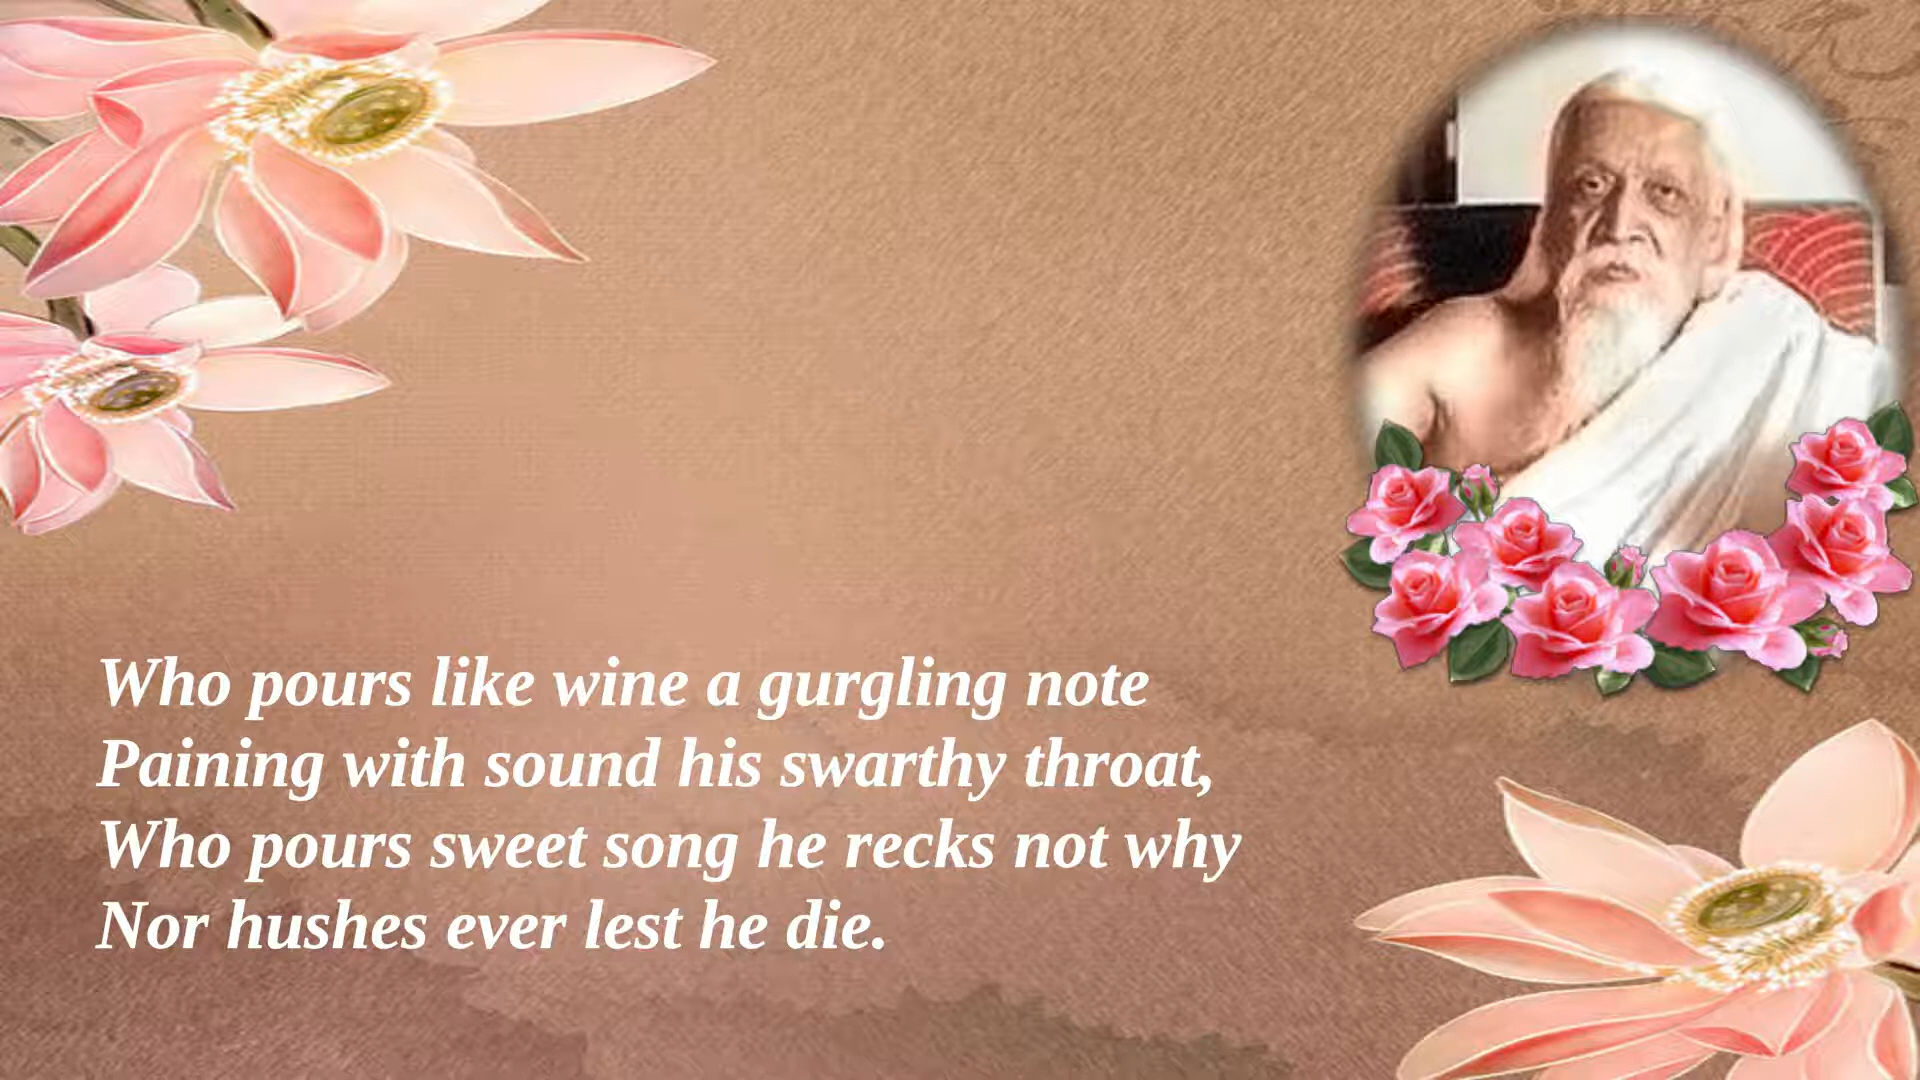 Who pours like wine a gurgling note
Paining with sound his swarthy throat,
Who pours sweet song he recks not why
Nor hushes ever lest he die.